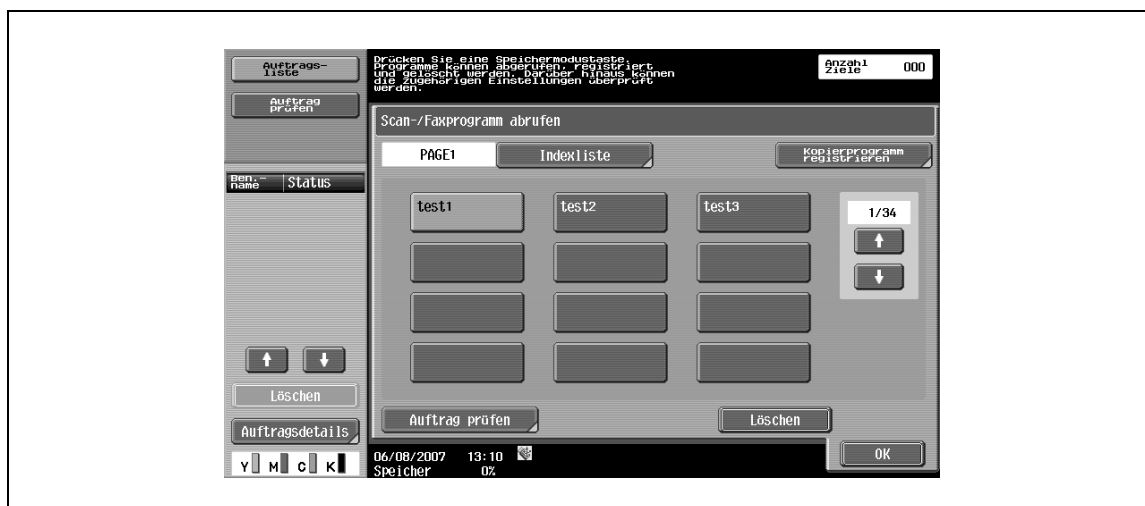 Auftrags-
liste
Auftrag
prüfen
Ben.-
name
Status
Löschen
Auftragsdetails
Y M C K
Drücken Sie eine Speichermodustaste.
Programme können abgerufen, registriert
und gelöscht werden. Darüber hinaus können
die zugehörigen Einstellungen überprüft
werden.
Anzahl
Ziele
000
Scan-/Faxprogramm abrufen
PAGE1
Indexliste
Kopierprogramm
registrieren
test1
test2
test3
1/34
Auftrag prüfen
Löschen
06/08/2007 13:10
Speicher 0%
OK